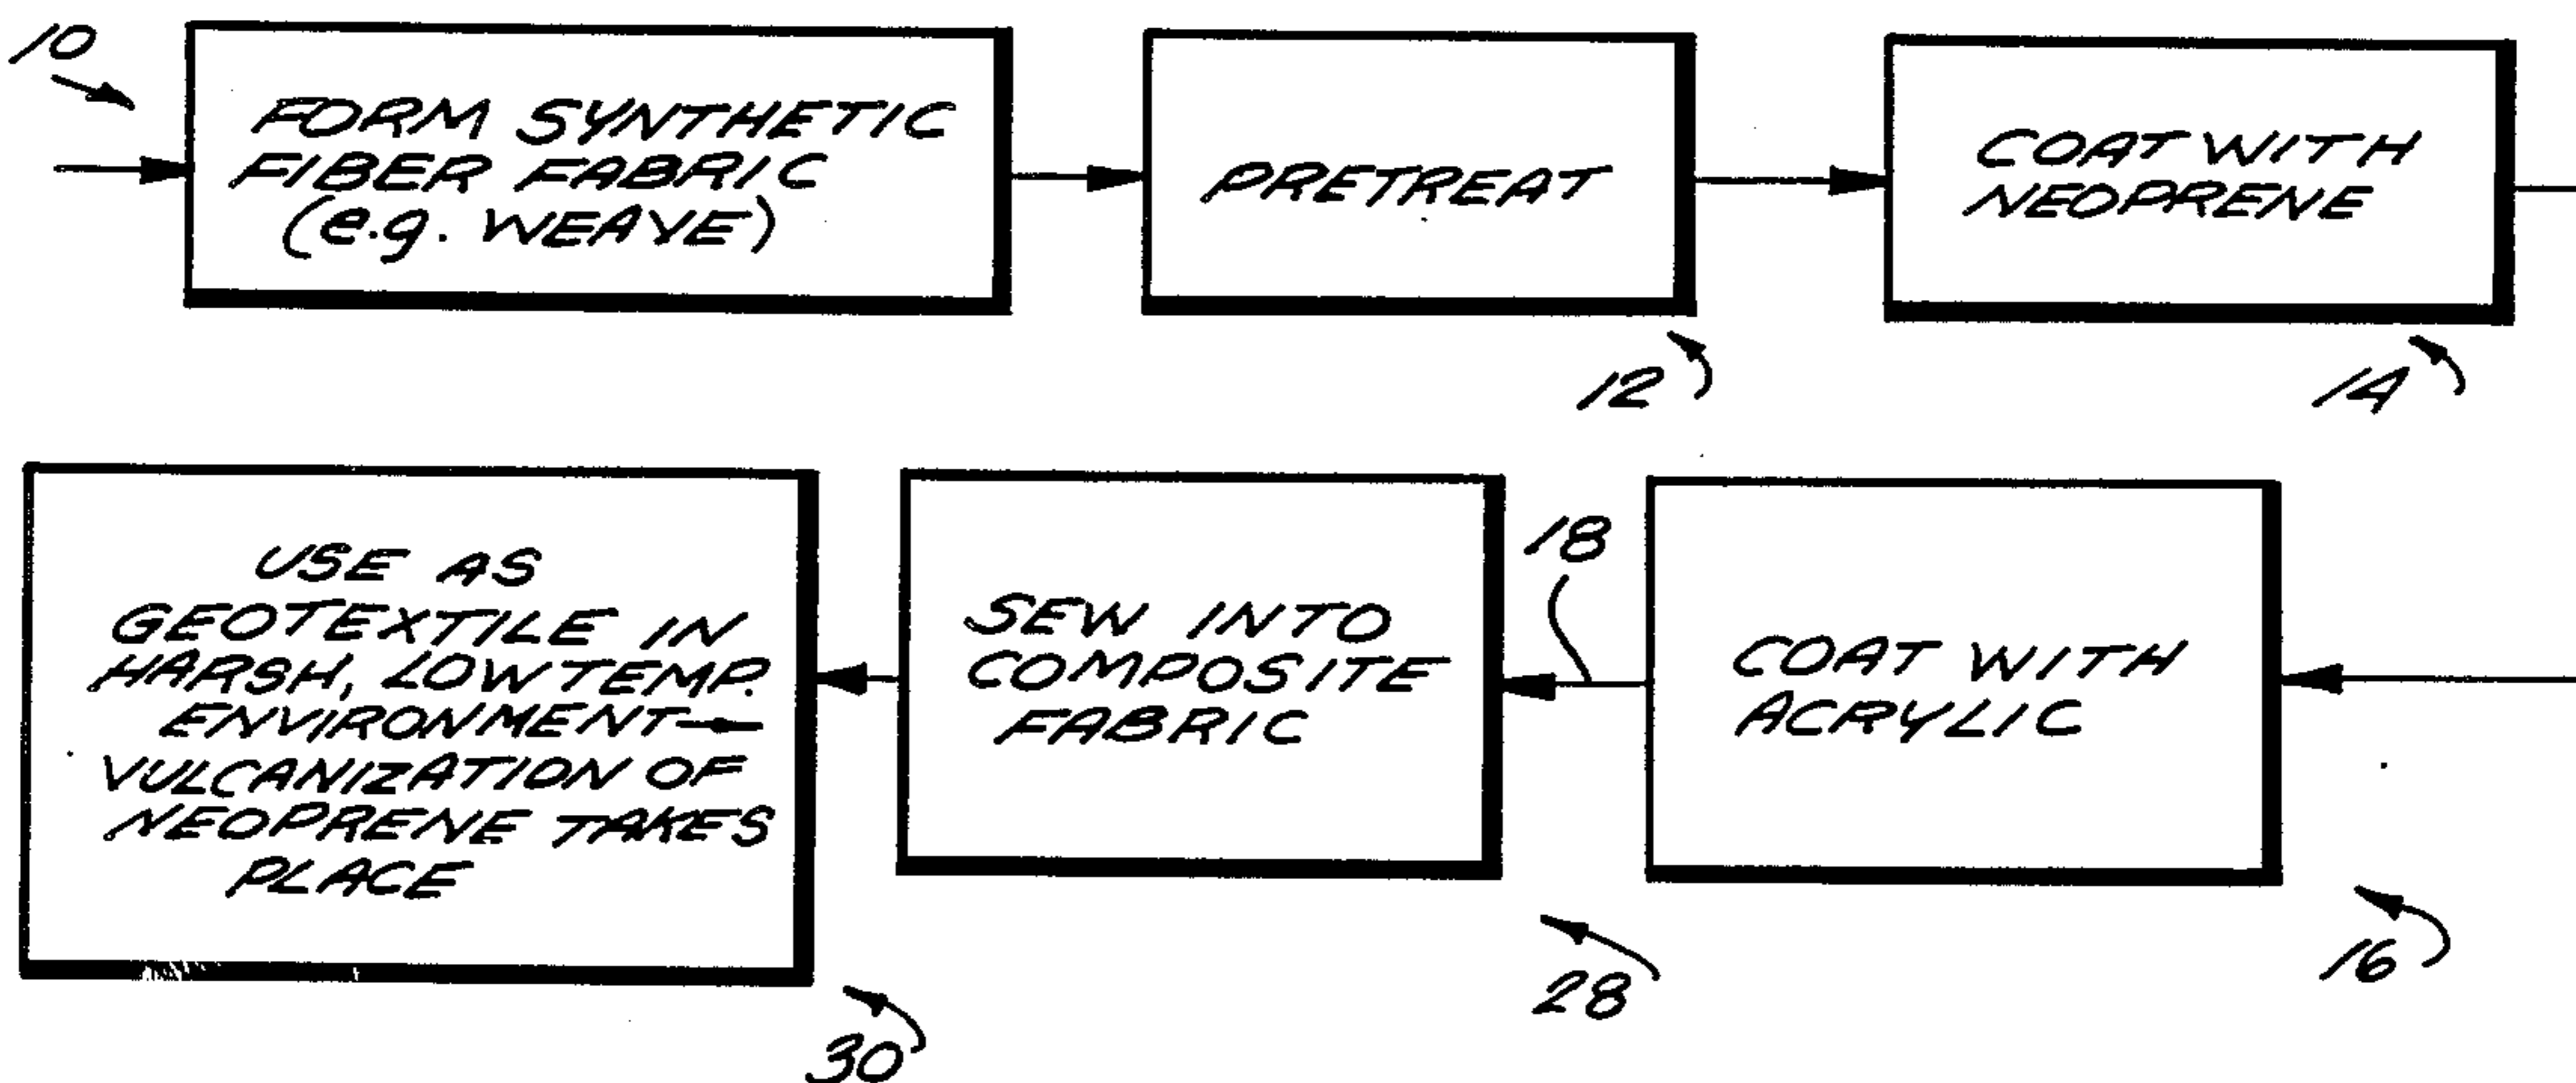 10
FORM SYNTHETIC
FIBER FABRIC
(e.g. WEAVE)
PRETREAT
12
COAT WITH
NEOPRENE
14
COAT WITH
ACRYLIC
16
18
SEW INTO
COMPOSITE
FABRIC
28
USE AS
GEOTEXTILE IN
HARSH, LOW TEMP.
ENVIRONMENT—
VULCANIZATION OF
NEOPRENE TAKES
PLACE
30